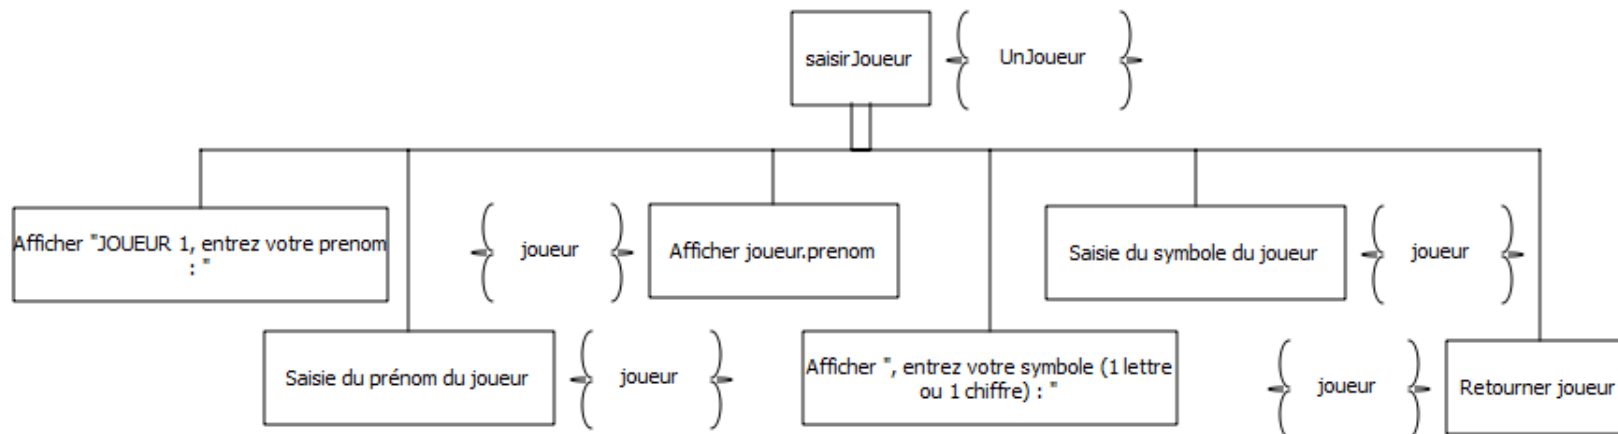 saisirJoueur
UnJoueur
Afficher "JOUEUR 1, entrez votre prenom
: "
joueur
Afficher joueur.prenom
Saisie du symbole du joueur
joueur
Saisie du prénom du joueur
joueur
Afficher ", entrez votre symbole (1 lettre
ou 1 chiffre) : "
joueur
Retourner joueur